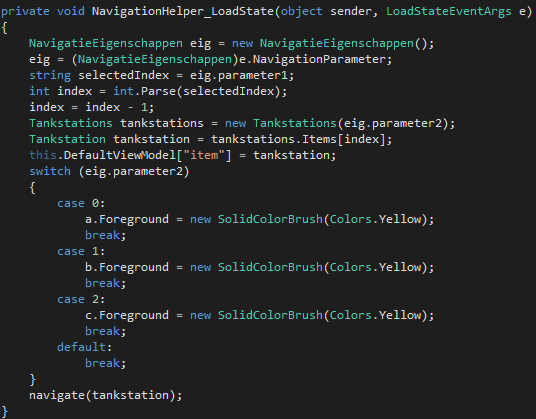 private void NavigationHelper_LoadState(object sender, LoadStateEventArgs e)
{
    NavigatieEigenschappen eig = new NavigatieEigenschappen();
    eig = (NavigatieEigenschappen)e.NavigationParameter;
    string selectedIndex = eig.parameter1;
    int index = int.Parse(selectedIndex);
    index = index - 1;
    Tankstations tankstations = new Tankstations(eig.parameter2);
    Tankstation tankstation = tankstations.Items[index];
    this.DefaultViewModel["item"] = tankstation;
    switch (eig.parameter2)
    {
        case 0:
            a.Foreground = new SolidColorBrush(Colors.Yellow);
            break;
        case 1:
            b.Foreground = new SolidColorBrush(Colors.Yellow);
            break;
        case 2:
            c.Foreground = new SolidColorBrush(Colors.Yellow);
            break;
        default:
            break;
    }
    navigate(tankstation);
}